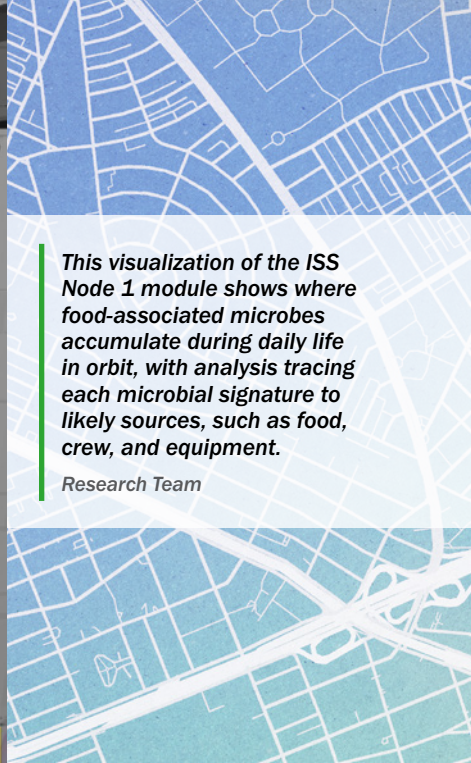 This visualization of the ISS
Node 1 module shows where
food-associated microbes
accumulate during daily life
in orbit, with analysis tracing
each microbial signature to
likely sources, such as food,
crew, and equipment.
Research Team